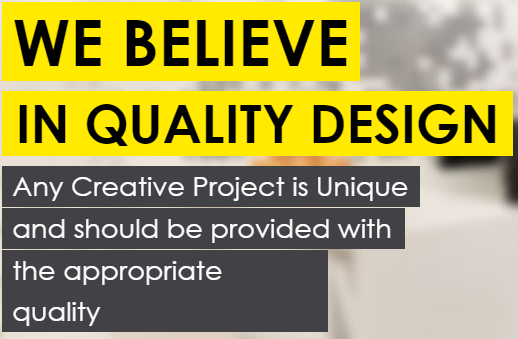 WE BELIEVE
IN QUALITY DESIGN
Any Creative Project is Unique
and should be provided with
the appropriate
quality